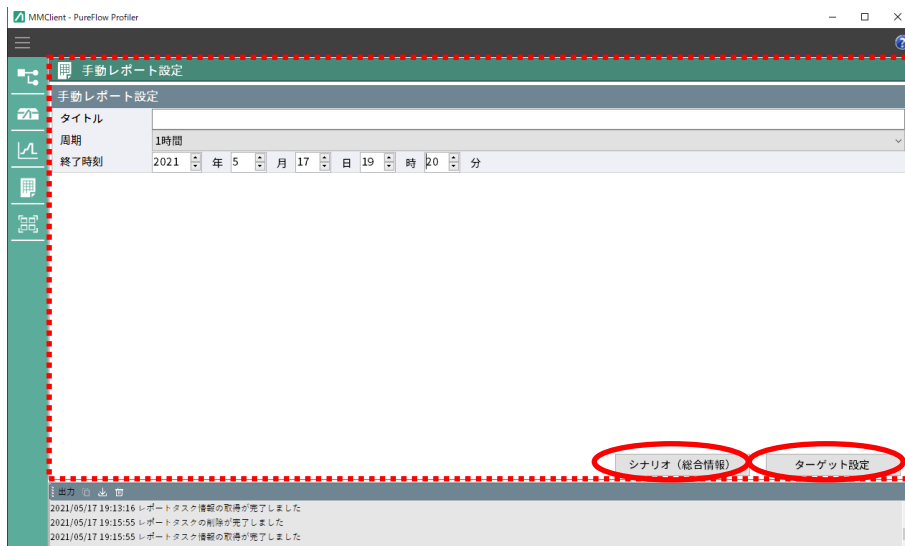 MMClient - PureFlow Profiler
手動レポート設定
手動レポート設定
タイトル
周期 1時間
終了時刻 2021 年 5 月 17 日 19 時 20 分
シナリオ（総合情報） ターゲット設定
出力
2021/05/17 19:13:16 レポートタスク情報の取得が完了しました
2021/05/17 19:15:55 レポートタスクの削除が完了しました
2021/05/17 19:15:55 レポートタスク情報の取得が完了しました